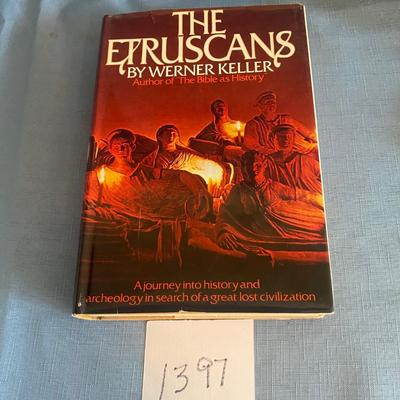 THE
ETRUSCANS
BY WERNER KELLER
Author of The Bible as History
A journey into history and
archeology in search of a great lost civilization
1397